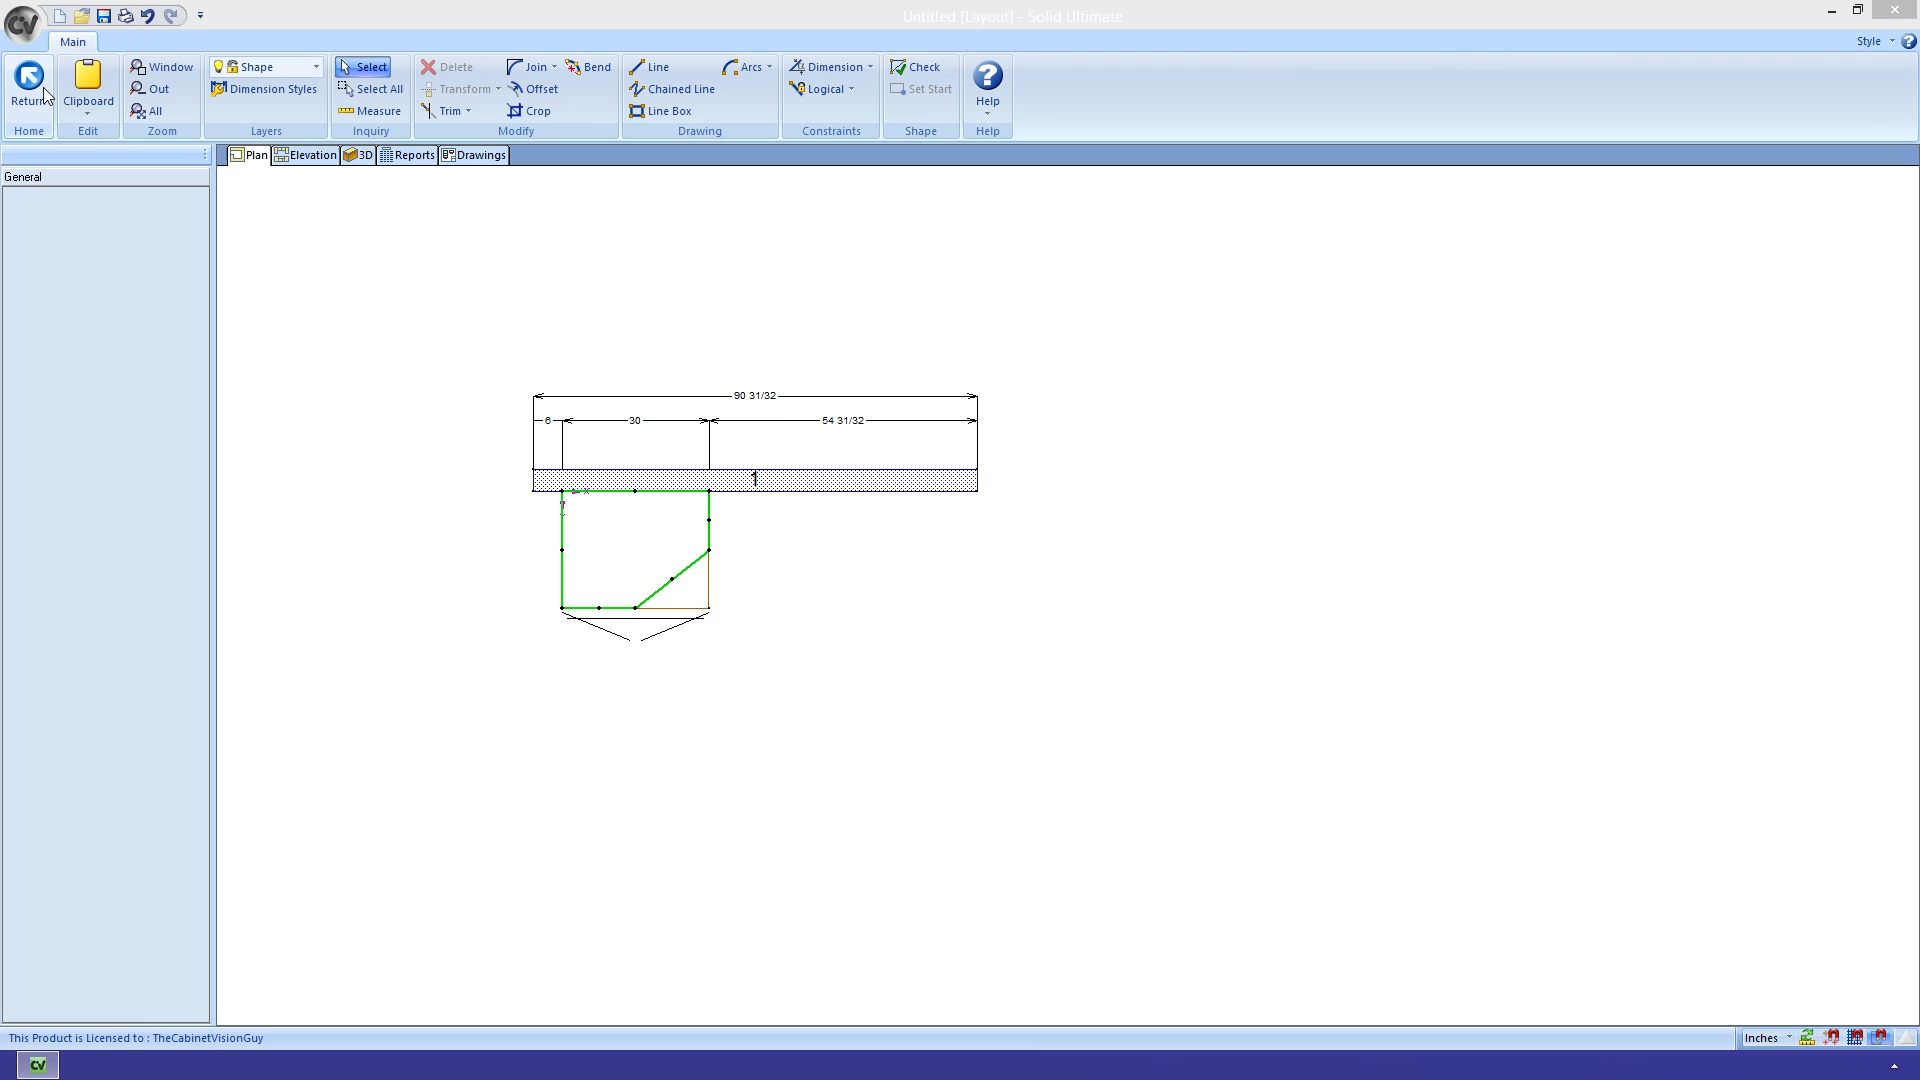 CV
Untitled [Layout] - Solid Ultimate
Main
Style
Return
Clipboard
Window
Out
All
Shape
Dimension Styles
Select
Select All
Measure
Delete
Transform
Trim
Join
Offset
Crop
Bend
Line
Chained Line
Line Box
Arcs
Dimension
Logical
Check
Set Start
Help
Home
Edit
Zoom
Layers
Inquiry
Modify
Drawing
Constraints
Shape
Help
Plan
Elevation
3D
Reports
Drawings
General
90 31/32
6
30
54 31/32
1
X
Y
This Product is Licensed to : TheCabinetVisionGuy
Inches
CV